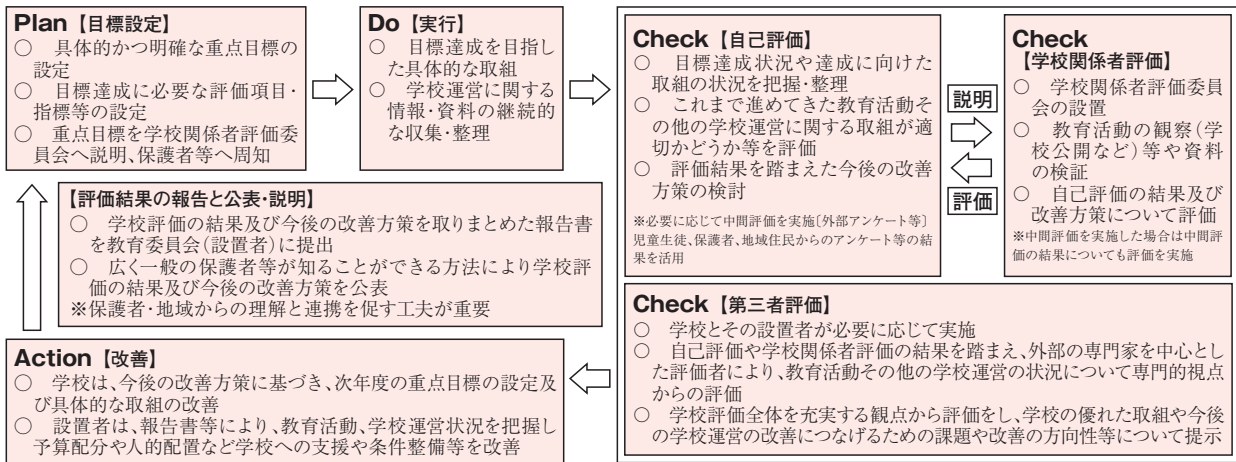 Plan【目標設定】
○　具体的かつ明確な重点目標の
設定
○　目標達成に必要な評価項目・
指標等の設定
○　重点目標を学校関係者評価委
員会へ説明、保護者等へ周知
Do【実行】
○　目標達成を目指し
た具体的な取組
○　学校運営に関する
情報・資料の継続的
な収集・整理
Check【自己評価】
○　目標達成状況や達成に向けた
取組の状況を把握・整理
○　これまで進めてきた教育活動そ
の他の学校運営に関する取組が適
切かどうか等を評価
○　評価結果を踏まえた今後の改善
方策の検討
※必要に応じて中間評価を実施〔外部アンケート等〕
児童生徒、保護者、地域住民からのアンケート等の結
果を活用
説明
評価
Check
【学校関係者評価】
○　学校関係者評価委員
会の設置
○　教育活動の観察（学
校公開など）等や資料
の検証
○　自己評価の結果及び
改善方策について評価
※中間評価を実施した場合は中間評
価の結果についても評価を実施
【評価結果の報告と公表・説明】
○　学校評価の結果及び今後の改善方策を取りまとめた報告書
を教育委員会（設置者）に提出
○　広く一般の保護者等が知ることができる方法により学校評
価の結果及び今後の改善方策を公表
※保護者・地域からの理解と連携を促す工夫が重要
Check【第三者評価】
○　学校とその設置者が必要に応じて実施
○　自己評価や学校関係者評価の結果を踏まえ、外部の専門家を中心とし
た評価者により、教育活動その他の学校運営の状況について専門的視点
からの評価
○　学校評価全体を充実する観点から評価をし、学校の優れた取組や今後
の学校運営の改善につなげるための課題や改善の方向性等について提示
Action【改善】
○　学校は、今後の改善方策に基づき、次年度の重点目標の設定及
び具体的な取組の改善
○　設置者は、報告書等により、教育活動、学校運営状況を把握し
予算配分や人的配置など学校への支援や条件整備等を改善